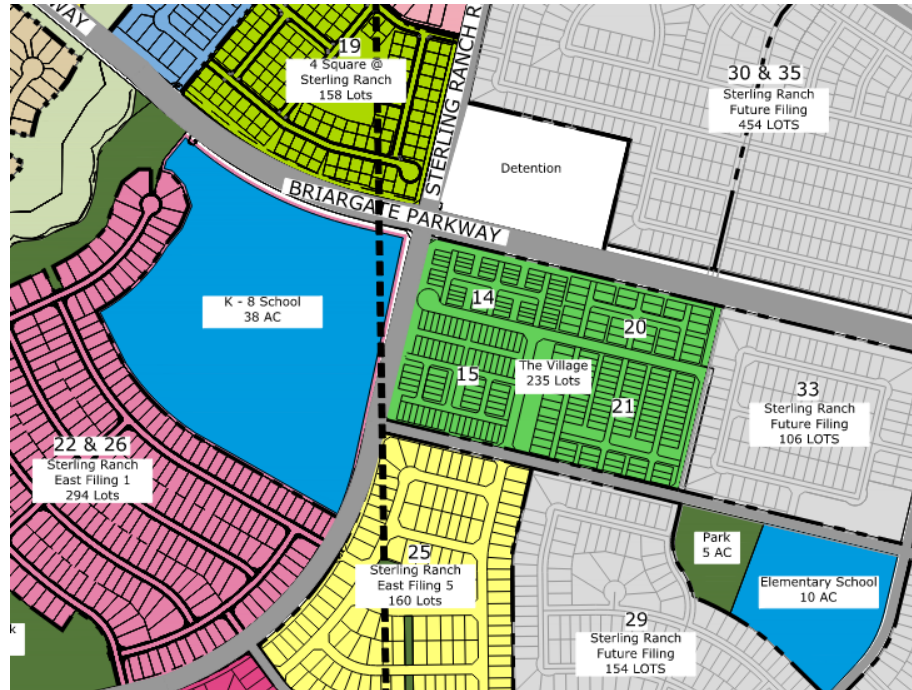 WAY
19
4 Square @
Sterling Ranch
158 Lots
STERLING RANCH R
30 & 35
Sterling Ranch
Future Filing
454 LOTS
Detention
BRIARGATE PARKWAY
K - 8 School
38 AC
14
20
The Village
235 Lots
15
21
33
Sterling Ranch
Future Filing
106 LOTS
22 & 26
Sterling Ranch
East Filing 1
294 Lots
Park
5 AC
25
Sterling Ranch
East Filing 5
160 Lots
Elementary School
10 AC
29
Sterling Ranch
Future Filing
154 LOTS
k